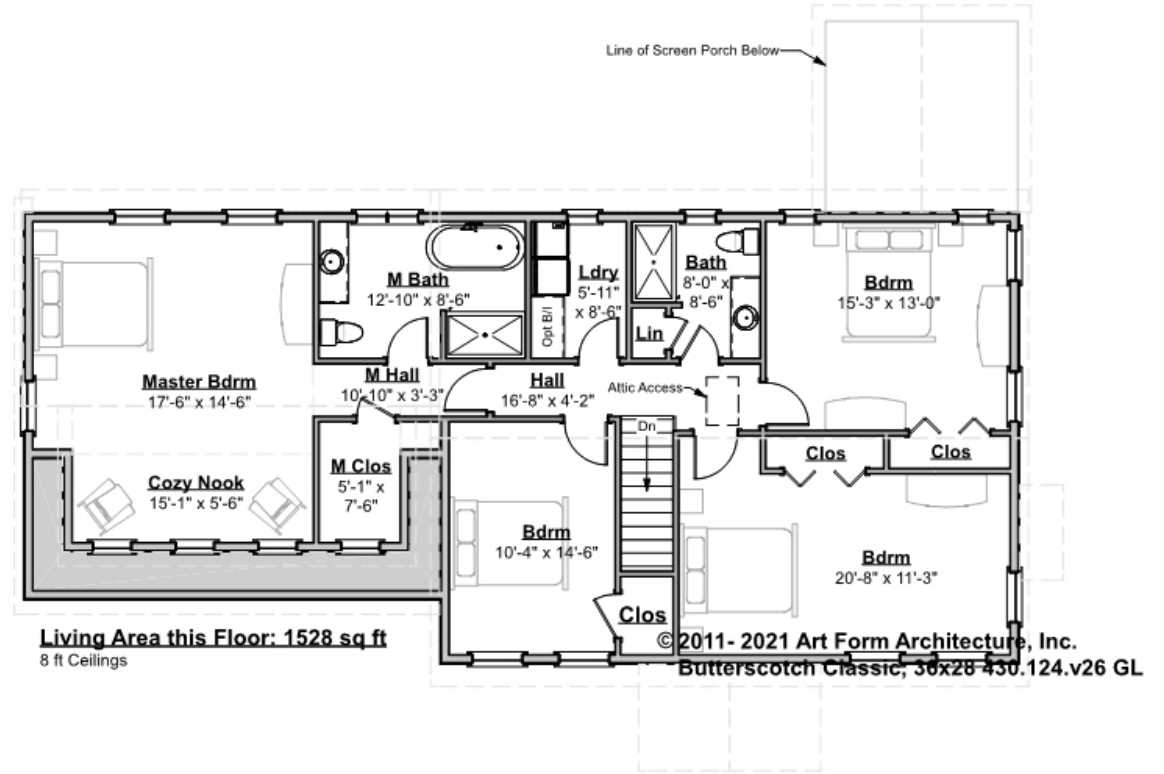 Line of Screen Porch Below
M Bath
12'-10" x 8'-6"
Ldry
5'-11"
x 8'-6"
Opt B/I
Bath
8'-0" x
8'-6"
Lin
Bdrm
15'-3" x 13'-0"
Master Bdrm
17'-6" x 14'-6"
M Hall
10'-10" x 3'-3"
Hall
16'-8" x 4'-2"
Attic Access
Dn
Clos
Clos
M Clos
5'-1" x
7'-6"
Cozy Nook
15'-1" x 5'-6"
Bdrm
10'-4" x 14'-6"
Bdrm
20'-8" x 11'-3"
Clos
Living Area this Floor: 1528 sq ft
8 ft Ceilings
©2011- 2021 Art Form Architecture, Inc.
Butterscotch Classic, 36x28 430.124.v26 GL